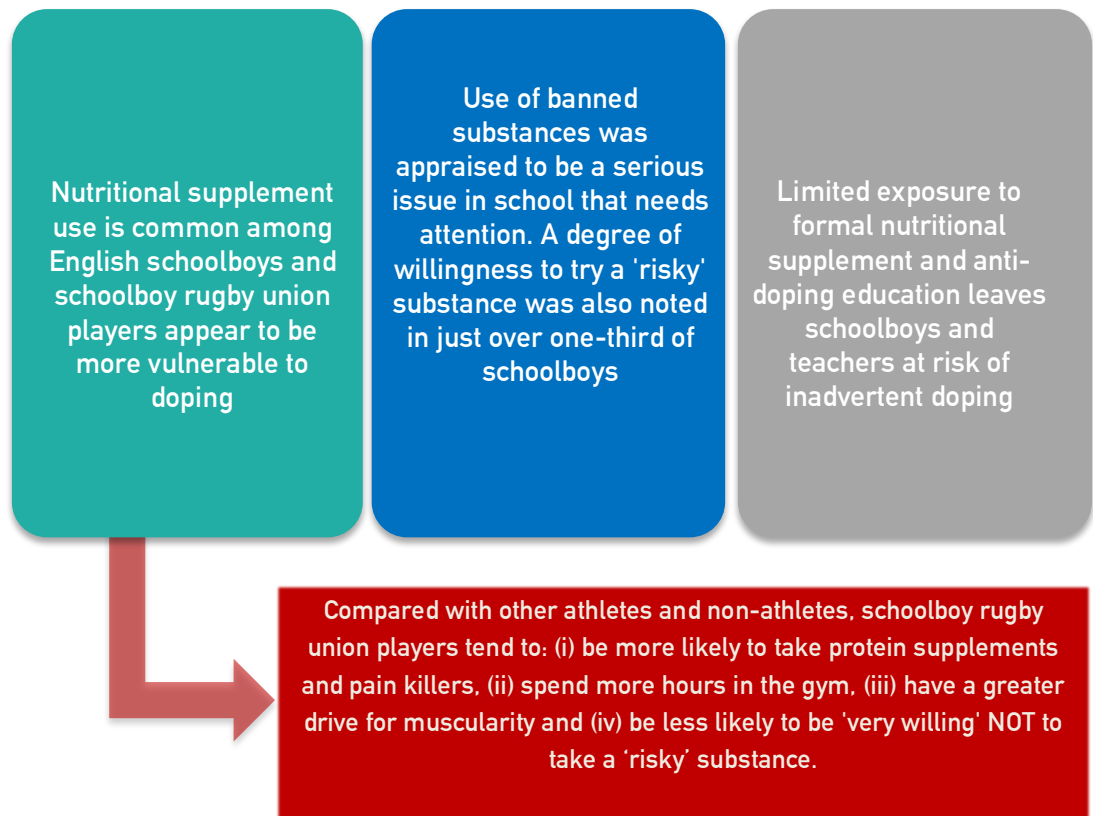 Nutritional supplement
use is common among
English schoolboys and
schoolboy rugby union
players appear to be
more vulnerable to
doping
Use of banned
substances was
appraised to be a serious
issue in school that needs
attention. A degree of
willingness to try a 'risky'
substance was also noted
in just over one-third of
schoolboys
Limited exposure to
formal nutritional
supplement and anti-
doping education leaves
schoolboys and
teachers at risk of
inadvertent doping
Compared with other athletes and non-athletes, schoolboy rugby
union players tend to: (i) be more likely to take protein supplements
and pain killers, (ii) spend more hours in the gym, (iii) have a greater
drive for muscularity and (iv) be less likely to be 'very willing' NOT to
take a ‘risky’ substance.